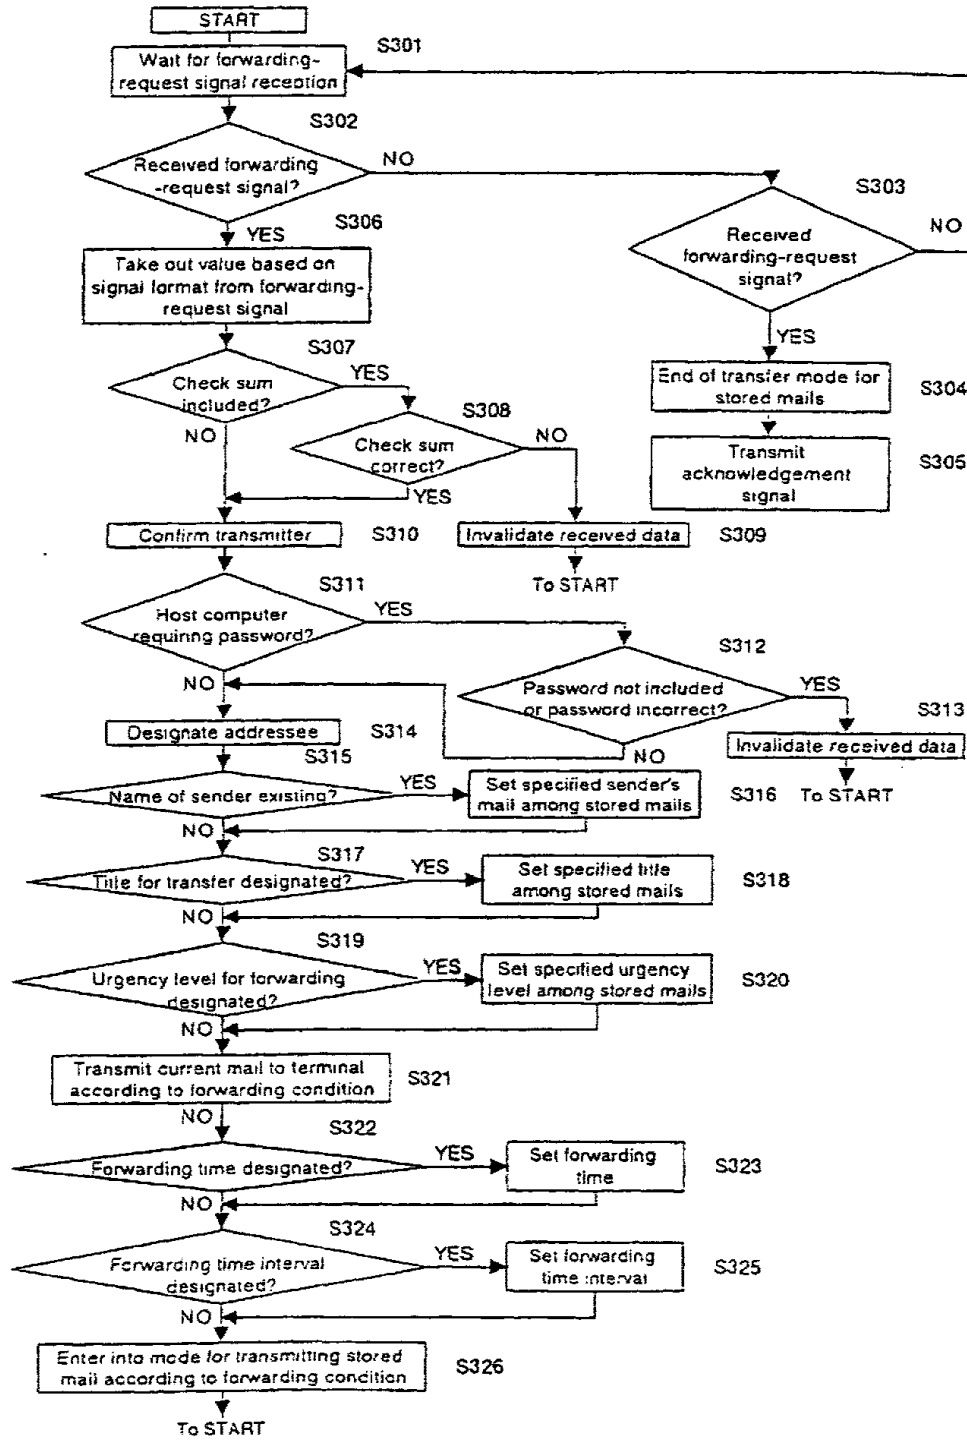 START
S301
Wait for forwarding-
request signal reception
S302
Received forwarding
-request signal?
NO
S303
Received
forwarding-request
signal?
NO
S306
YES
Take out value based on
signal format from forwarding-
request signal
YES
End of transfer mode for
stored mails
S304
Transmit
acknowledgement
signal
S305
S307
Check sum
included?
YES
NO
S308
Check sum
correct?
NO
YES
Confirm transmitter
S310
Invalidate received data
S309
To START
S311
Host computer
requiring password?
YES
NO
S312
Password not included
or password incorrect?
YES
NO
S313
Invalidate received data
To START
Designate addressee
S314
S315
Name of sender existing?
YES
Set specified sender's
mail among stored mails
S316
NO
S317
Title for transfer designated?
YES
Set specified title
among stored mails
S318
NO
S319
Urgency level for forwarding
designated?
YES
Set specified urgency
level among stored mails
S320
NO
Transmit current mail to terminal
according to forwarding condition
S321
NO
S322
Forwarding time designated?
YES
Set forwarding
time
S323
NO
S324
Forwarding time interval
designated?
YES
Set forwarding
time interval
S325
NO
Enter into mode for transmitting stored
mail according to forwarding condition
S326
To START